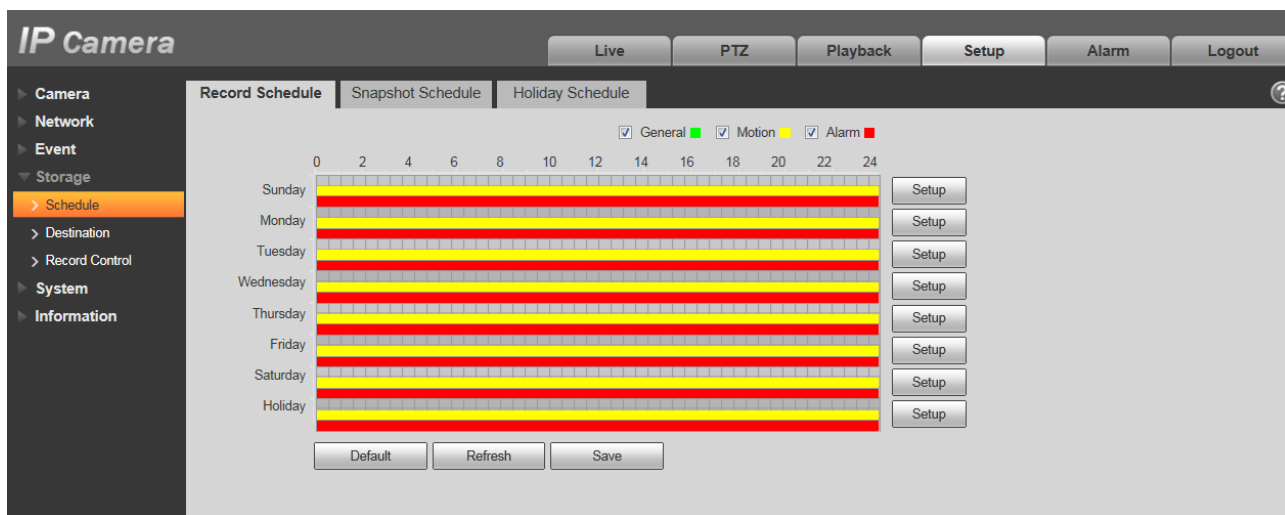 IP Camera
Live PTZ Playback Setup Alarm Logout
Camera
Network
Event
Storage
Schedule
Destination
Record Control
System
Information
Record Schedule Snapshot Schedule Holiday Schedule
?
General Motion Alarm
0 2 4 6 8 10 12 14 16 18 20 22 24
Sunday Setup
Monday Setup
Tuesday Setup
Wednesday Setup
Thursday Setup
Friday Setup
Saturday Setup
Holiday Setup
Default Refresh Save